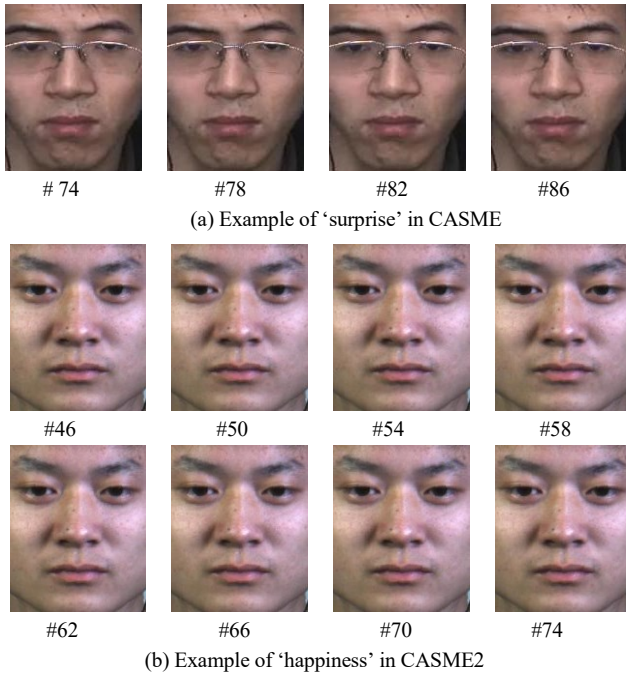 # 74 #78 #82 #86
(a) Example of ‘surprise’ in CASME
#46 #50 #54 #58
#62 #66 #70 #74
(b) Example of ‘happiness’ in CASME2